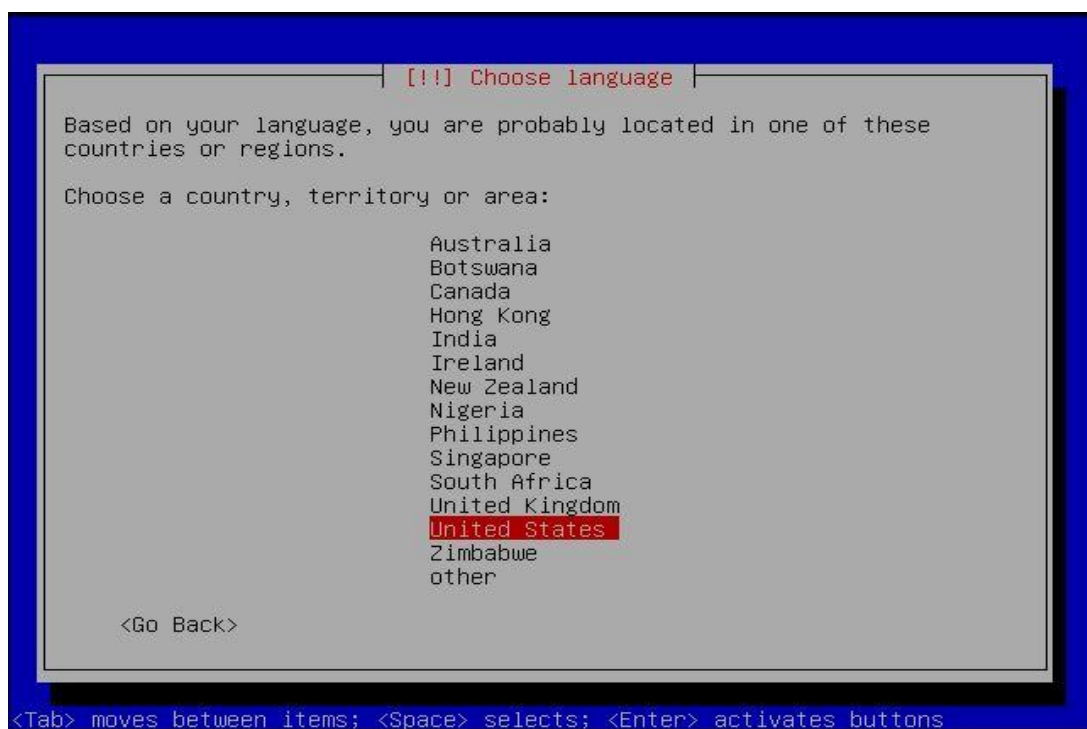 [!!] Choose language
Based on your language, you are probably located in one of these
countries or regions.
Choose a country, territory or area:
Australia
Botswana
Canada
Hong Kong
India
Ireland
New Zealand
Nigeria
Philippines
Singapore
South Africa
United Kingdom
United States
Zimbabwe
other
<Go Back>
<Tab> moves between items; <Space> selects; <Enter> activates buttons